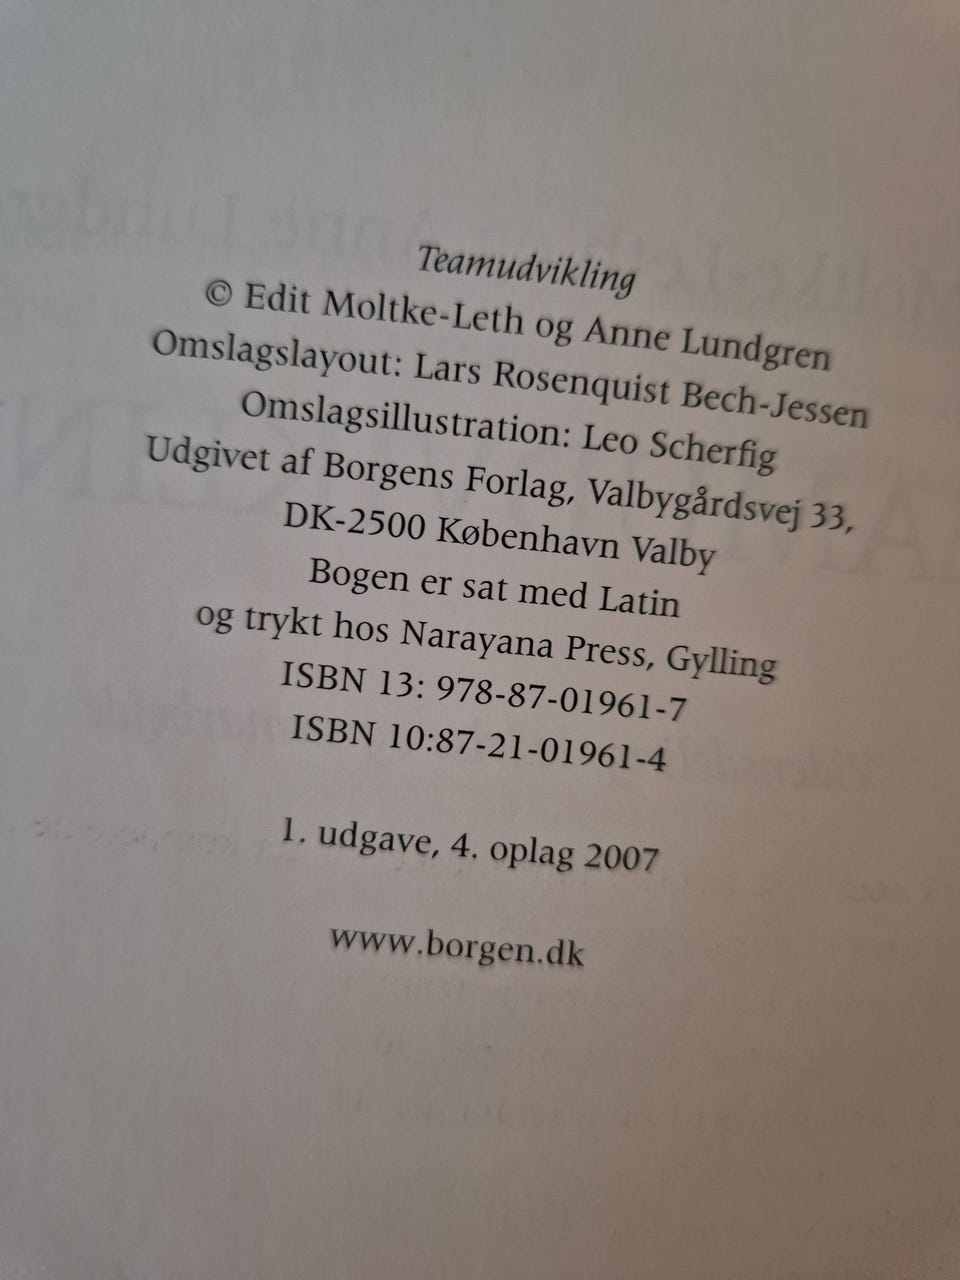 Teamudvikling
© Edit Moltke-Leth og Anne Lundgren
Omslagslayout: Lars Rosenquist Bech-Jessen
Omslagsillustration: Leo Scherfig
Udgivet af Borgens Forlag, Valbygårdsvej 33,
DK-2500 København Valby
Bogen er sat med Latin
og trykt hos Narayana Press, Gylling
ISBN 13: 978-87-01961-7
ISBN 10:87-21-01961-4
1. udgave, 4. oplag 2007
www.borgen.dk